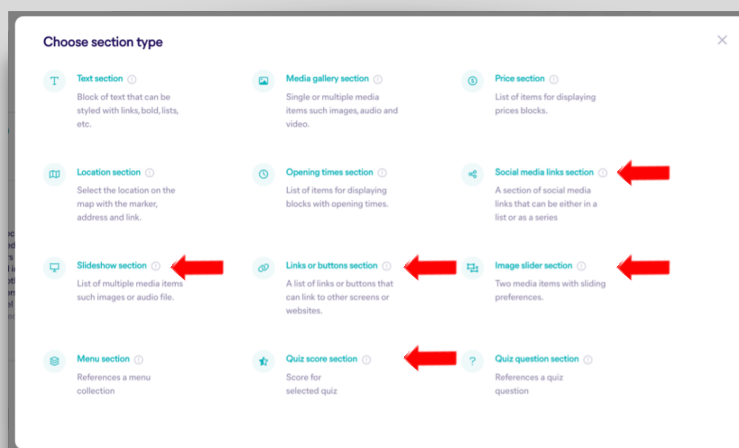 Choose section type
Text section
Block of text that can be
styled with links, bold, lists,
etc.
Media gallery section
Single or multiple media
items such as images, audio and
video.
Price section
List of items for displaying
prices blocks.
Location section
Select the location on the
map with the marker,
address and link.
Opening times section
List of items for displaying
blocks with opening times.
Social media links section
A section of social media
links that can be either in a
list or as a series
Slideshow section
List of multiple media items
such images or audio file.
Links or buttons section
A list of links or buttons that
can link to other screens or
websites.
Image slider section
Two media items with sliding
preferences.
Menu section
References a menu
collection
Quiz score section
Score for
selected quiz
Quiz question section
References a quiz
question